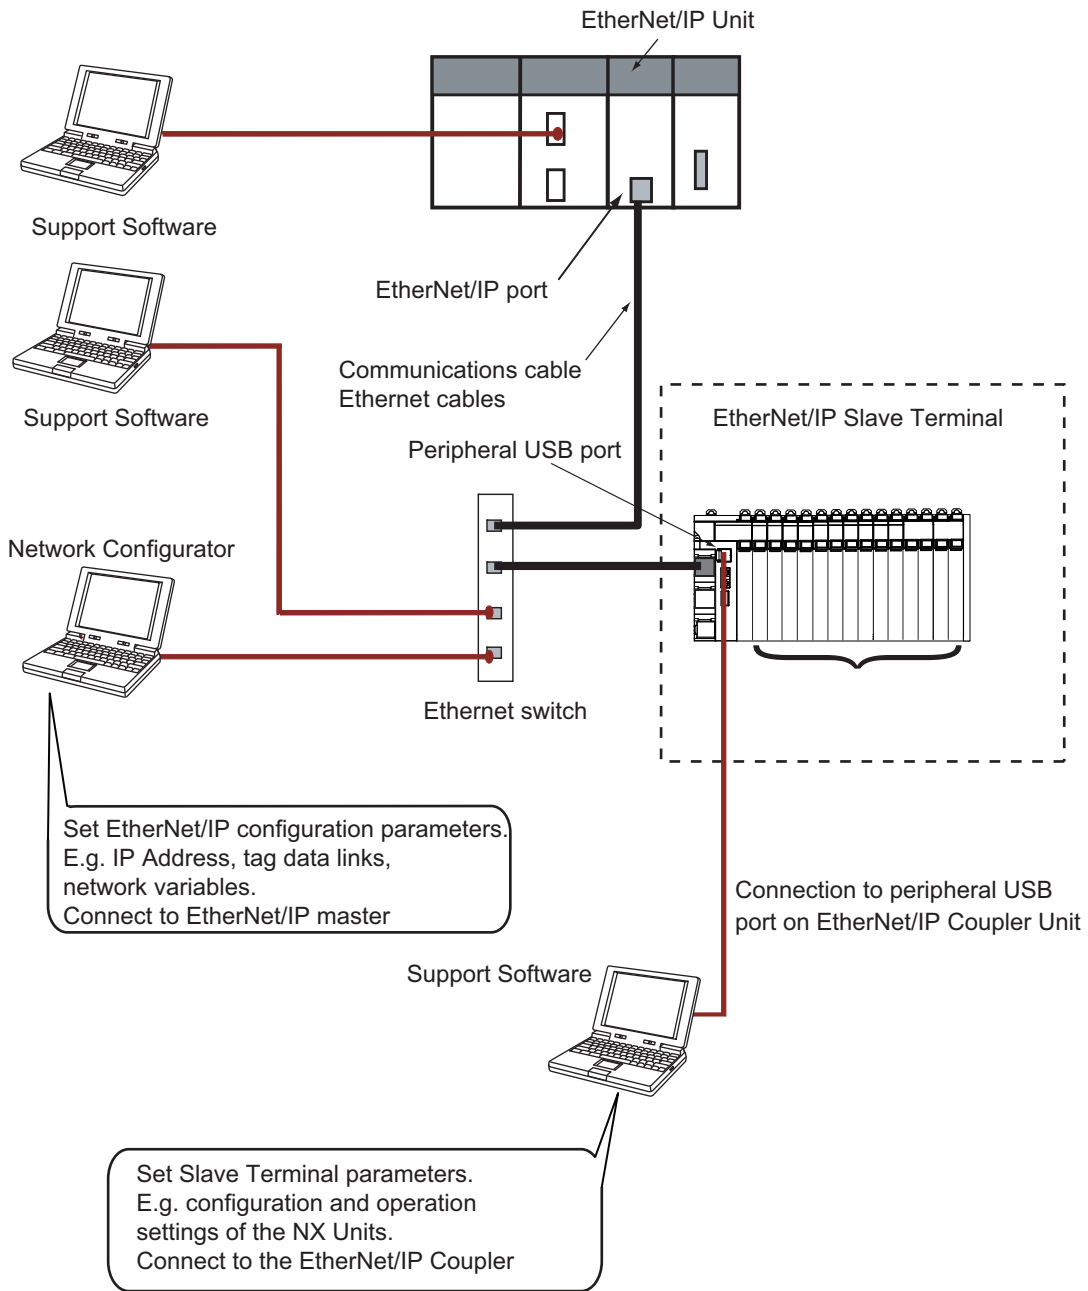 EtherNet/IP Unit
Support Software
EtherNet/IP port
Communications cable
Ethernet cables
Support Software
EtherNet/IP Slave Terminal
Peripheral USB port
Network Configurator
Ethernet switch
Set EtherNet/IP configuration parameters.
E.g. IP Address, tag data links,
network variables.
Connect to EtherNet/IP master
Connection to peripheral USB
port on EtherNet/IP Coupler Unit
Support Software
Set Slave Terminal parameters.
E.g. configuration and operation
settings of the NX Units.
Connect to the EtherNet/IP Coupler